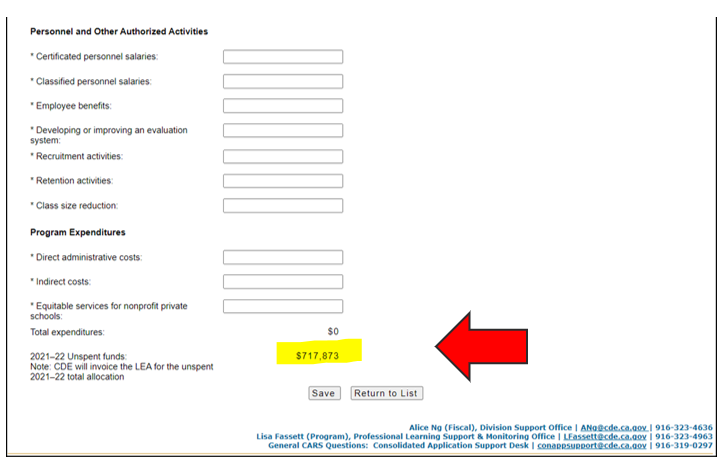 Personnel and Other Authorized Activities
* Certificated personnel salaries:
* Classified personnel salaries:
* Employee benefits:
* Developing or improving an evaluation
system:
* Recruitment activities:
* Retention activities:
* Class size reduction:
Program Expenditures
* Direct administrative costs:
* Indirect costs:
* Equitable services for nonprofit private
schools:
Total expenditures: $0
2021–22 Unspent funds: $717,873
Note: CDE will invoice the LEA for the unspent
2021–22 total allocation
Save Return to List
Alice Ng (Fiscal), Division Support Office | ANg@cde.ca.gov | 916-323-4636
Lisa Fassett (Program), Professional Learning Support & Monitoring Office | LFassett@cde.ca.gov | 916-323-4963
General CARS Questions: Consolidated Application Support Desk | conappsupport@cde.ca.gov | 916-319-0297